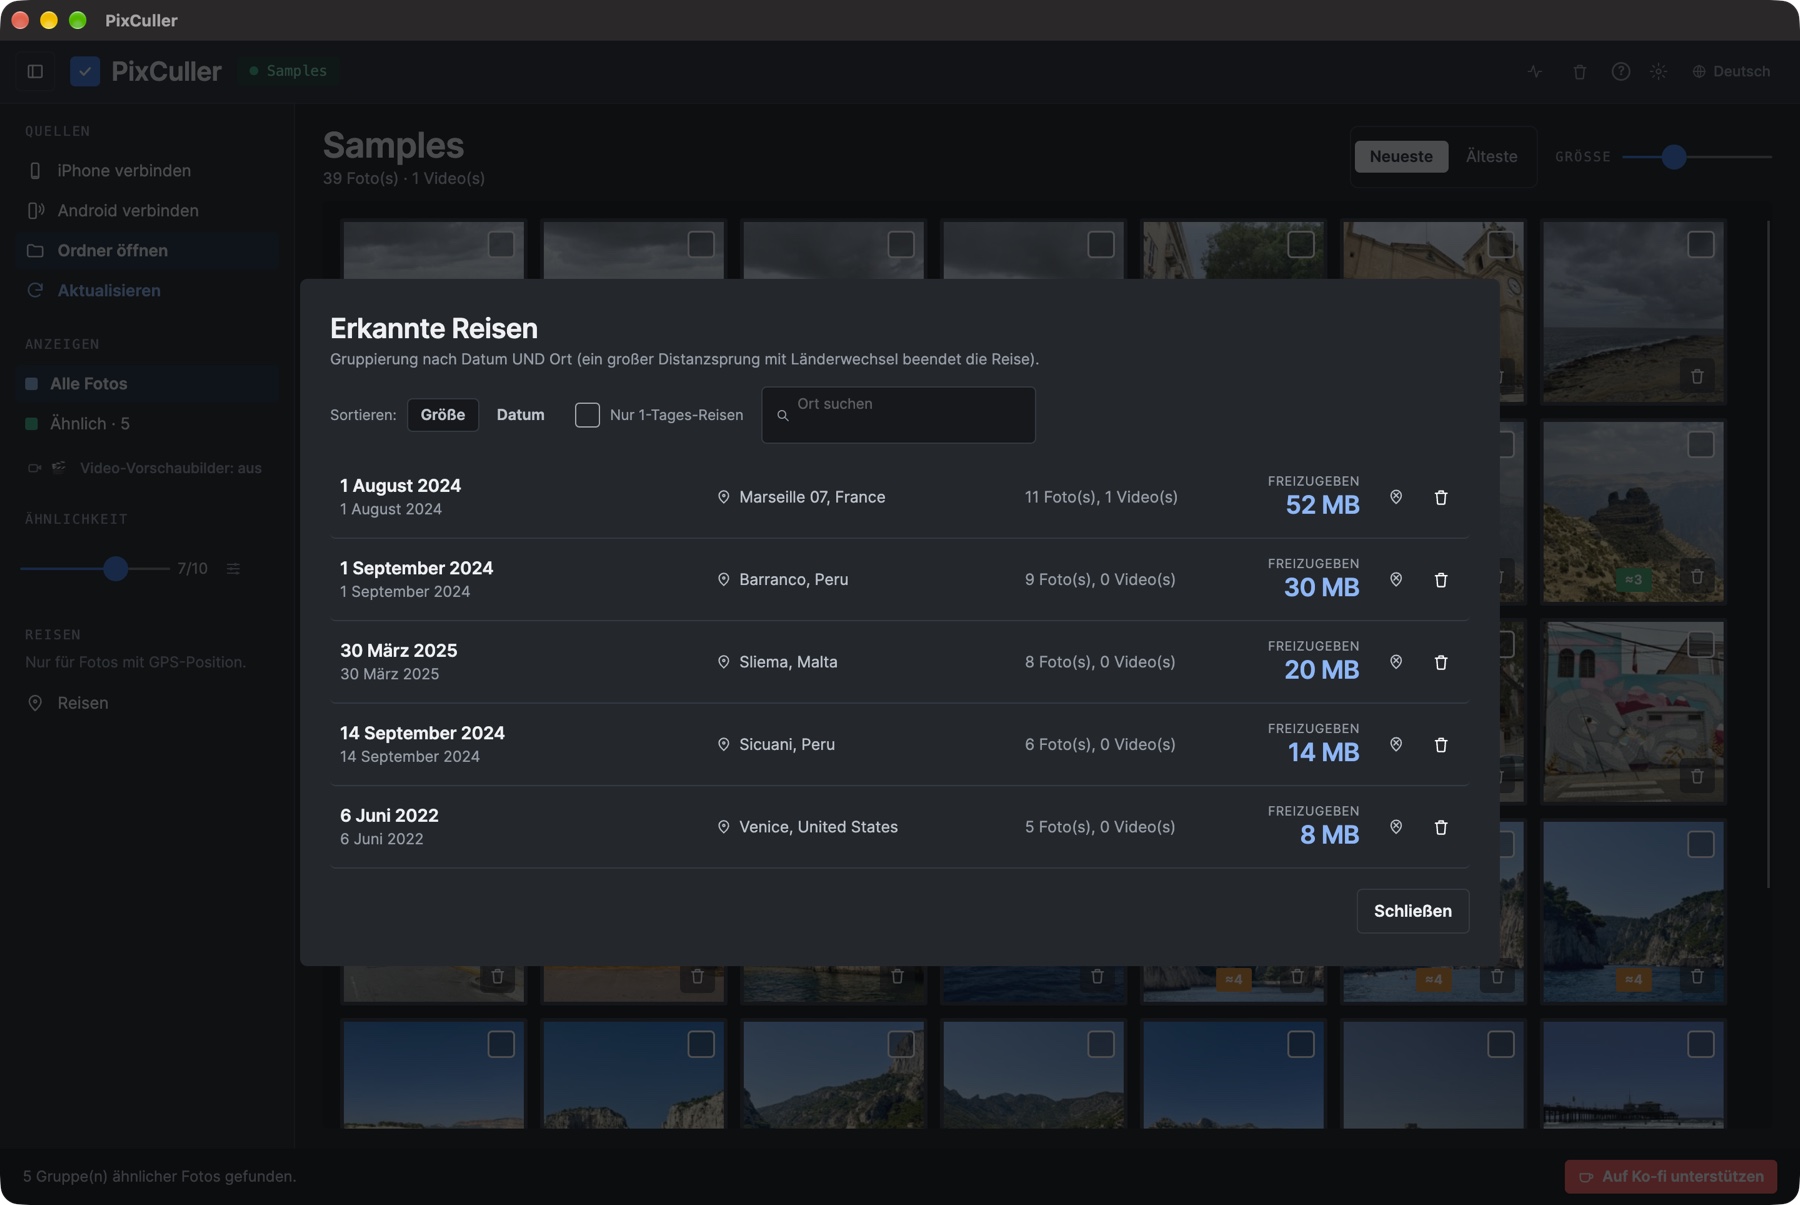 PixCuller
PixCuller
Samples
Deutsch
QUELLEN
iPhone verbinden
Android verbinden
Ordner öffnen
Aktualisieren
ANZEIGEN
Alle Fotos
Ähnlich · 5
Video-Vorschaubilder: aus
ÄHNLICHKEIT
7/10
REISEN
Nur für Fotos mit GPS-Position.
Reisen
Samples
39 Foto(s) · 1 Video(s)
Neueste
Älteste
GRÖSSE
Erkannte Reisen
Gruppierung nach Datum UND Ort (ein großer Distanzsprung mit Länderwechsel beendet die Reise).
Sortieren:
Größe
Datum
Nur 1-Tages-Reisen
Ort suchen
1 August 2024
1 August 2024
Marseille 07, France
11 Foto(s), 1 Video(s)
FREIZUGEBEN
52 MB
1 September 2024
1 September 2024
Barranco, Peru
9 Foto(s), 0 Video(s)
FREIZUGEBEN
30 MB
30 März 2025
30 März 2025
Sliema, Malta
8 Foto(s), 0 Video(s)
FREIZUGEBEN
20 MB
14 September 2024
14 September 2024
Sicuani, Peru
6 Foto(s), 0 Video(s)
FREIZUGEBEN
14 MB
6 Juni 2022
6 Juni 2022
Venice, United States
5 Foto(s), 0 Video(s)
FREIZUGEBEN
8 MB
Schließen
≈3
≈4
≈4
≈4
5 Gruppe(n) ähnlicher Fotos gefunden.
Auf Ko-fi unterstützen